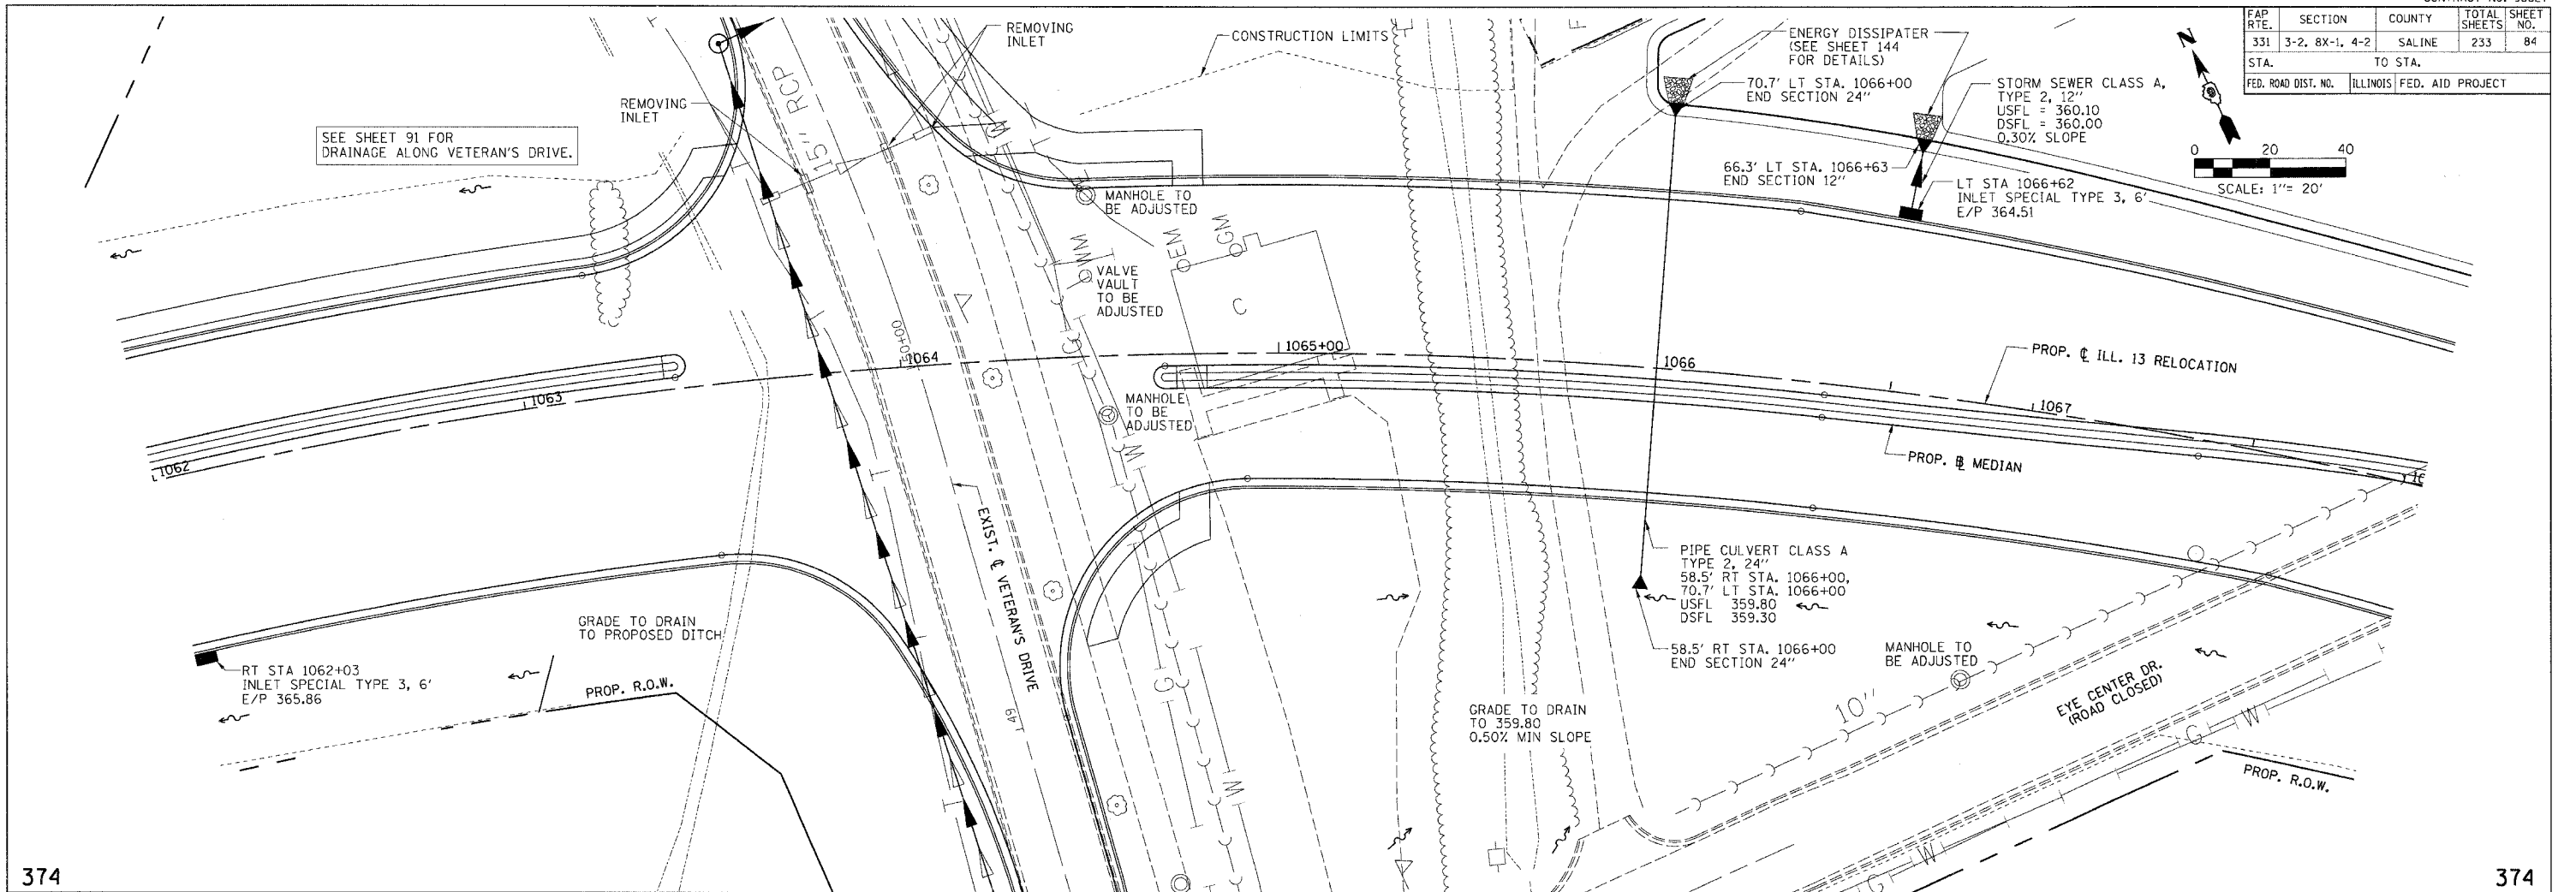 FAP RTE.
SECTION
COUNTY
TOTAL SHEETS
SHEET NO.
331
3-2, 8X-1, 4-2
SALINE
233
84
STA.
TO STA.
FED. ROAD DIST. NO.
ILLINOIS
FED. AID PROJECT
N
0 20 40
SCALE: 1"= 20'
REMOVING
INLET
CONSTRUCTION LIMITS
ENERGY DISSIPATER
(SEE SHEET 144
FOR DETAILS)
70.7' LT STA. 1066+00
END SECTION 24"
STORM SEWER CLASS A,
TYPE 2, 12"
USFL = 360.10
DSFL = 360.00
0.30% SLOPE
REMOVING
INLET
15" RCP
SEE SHEET 91 FOR
DRAINAGE ALONG VETERAN'S DRIVE.
66.3' LT STA. 1066+63
END SECTION 12"
LT STA 1066+62
INLET SPECIAL TYPE 3, 6'
E/P 364.51
MANHOLE TO
BE ADJUSTED
W
WM
EM
GM
C
VALVE
VAULT
TO BE
ADJUSTED
G
50+00
1062
1063
1064
1065+00
1066
1067
PROP. ℄ ILL. 13 RELOCATION
MANHOLE
TO BE
ADJUSTED
W
PROP. B MEDIAN
EXIST. ℄ VETERAN'S DRIVE
49
PIPE CULVERT CLASS A
TYPE 2, 24"
58.5' RT STA. 1066+00,
70.7' LT STA. 1066+00
USFL 359.80
DSFL 359.30
58.5' RT STA. 1066+00
END SECTION 24"
GRADE TO DRAIN
TO PROPOSED DITCH
RT STA 1062+03
INLET SPECIAL TYPE 3, 6'
E/P 365.86
PROP. R.O.W.
MANHOLE TO
BE ADJUSTED
10"
EYE CENTER DR.
(ROAD CLOSED)
G
W
GRADE TO DRAIN
TO 359.80
0.50% MIN SLOPE
G
W
PROP. R.O.W.
G
W
374
374